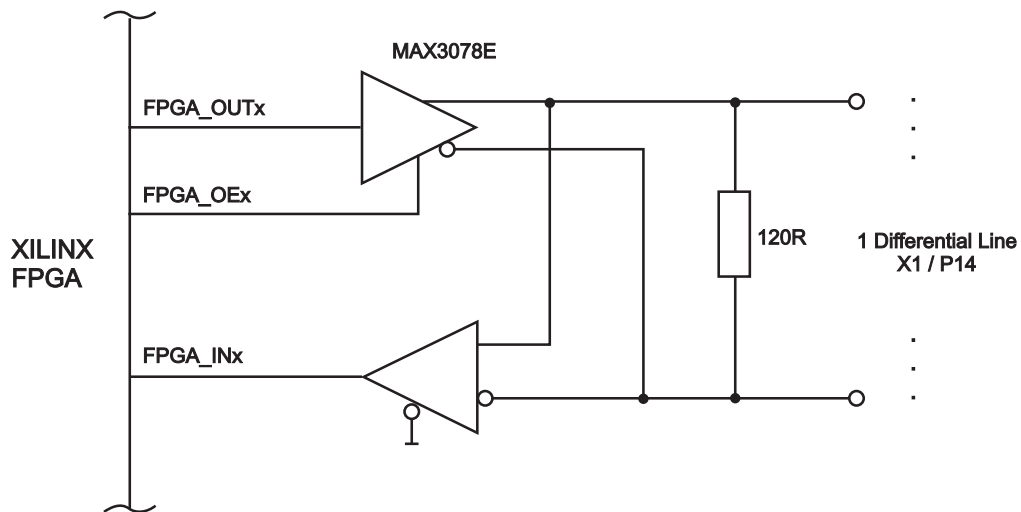 MAX3078E
FPGA_OUTx
FPGA_OEx
XILINX
FPGA
120R
1 Differential Line
X1 / P14
FPGA_INx